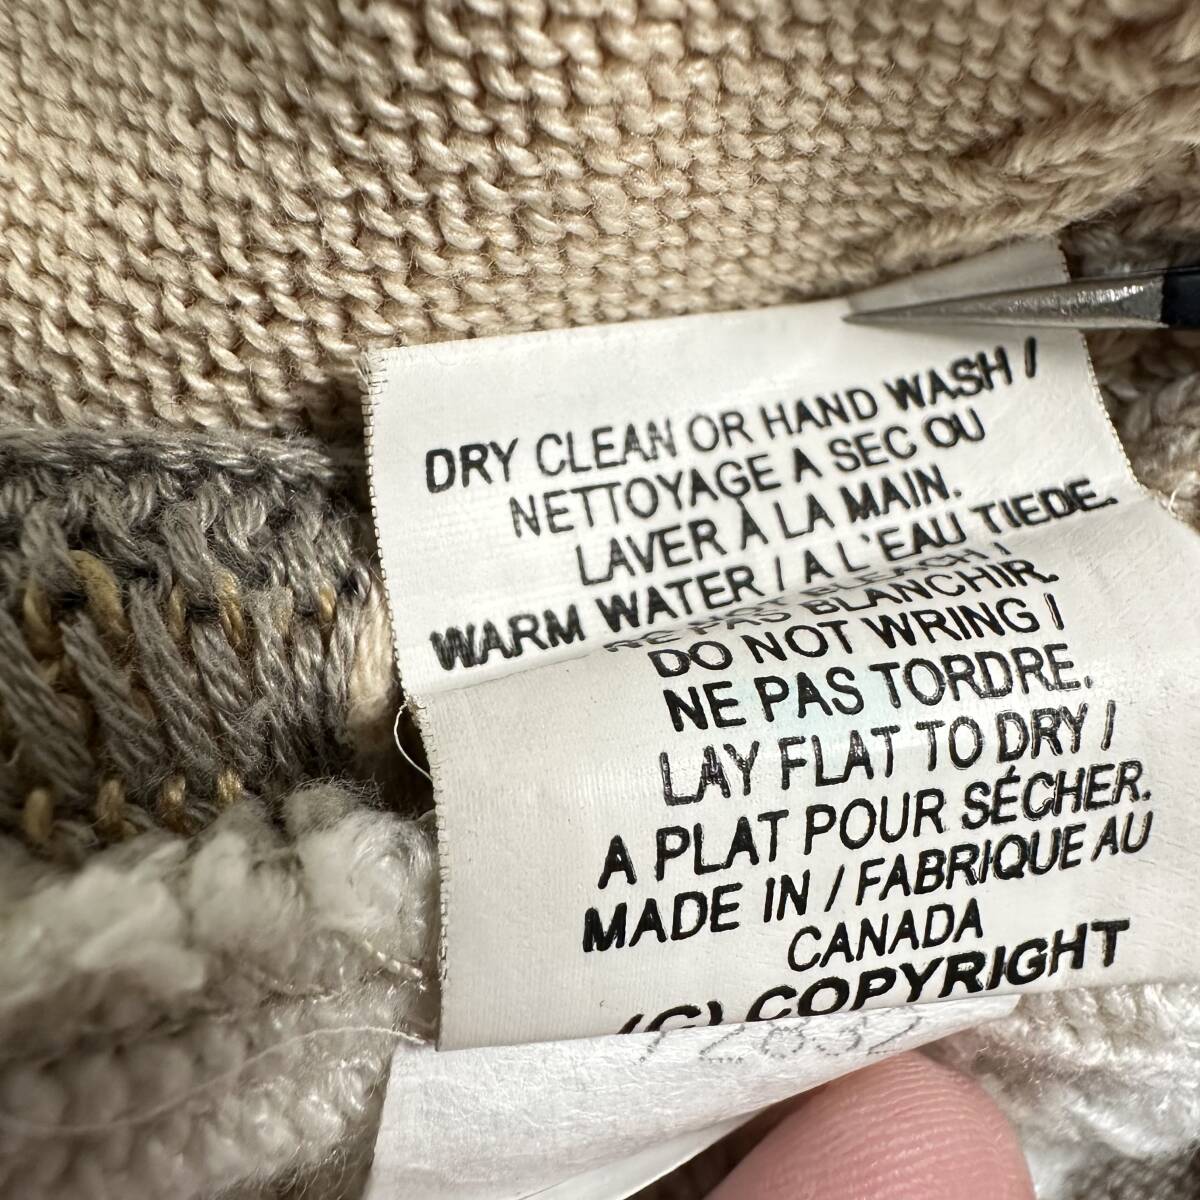 DRY CLEAN OR HAND WASH /
NETTOYAGE A SEC OU
LAVER À LA MAIN.
WARM WATER / A L'EAU TIEDE.
BLEACH /
NE PAS BLANCHIR.
DO NOT WRING /
NE PAS TORDRE.
LAY FLAT TO DRY /
A PLAT POUR SÉCHER.
MADE IN / FABRIQUE AU
CANADA
(C) COPYRIGHT